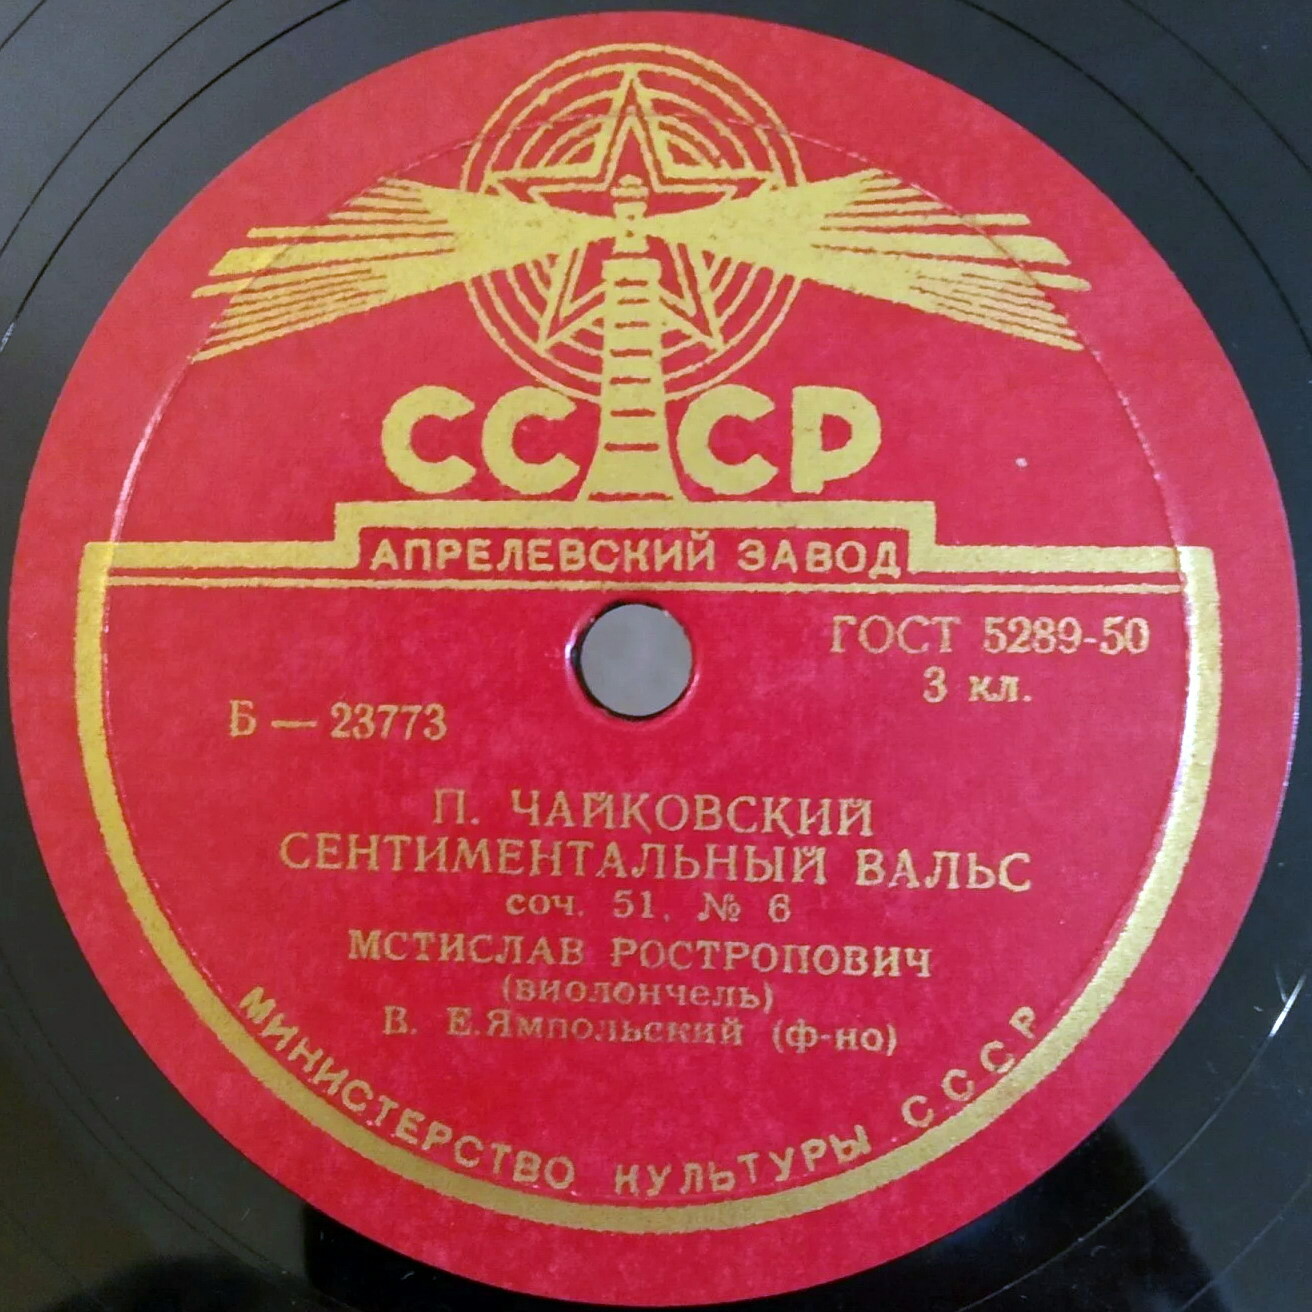 СССР
АПРЕЛЕВСКИЙ ЗАВОД
ГОСТ 5289-50
3 кл.
Б — 23773
П. ЧАЙКОВСКИЙ
СЕНТИМЕНТАЛЬНЫЙ ВАЛЬС
соч. 51, № 6
МСТИСЛАВ РОСТРОПОВИЧ
(виолончель)
В. Е.Ямпольский (ф-но)
МИНИСТЕРСТВО КУЛЬТУРЫ СССР